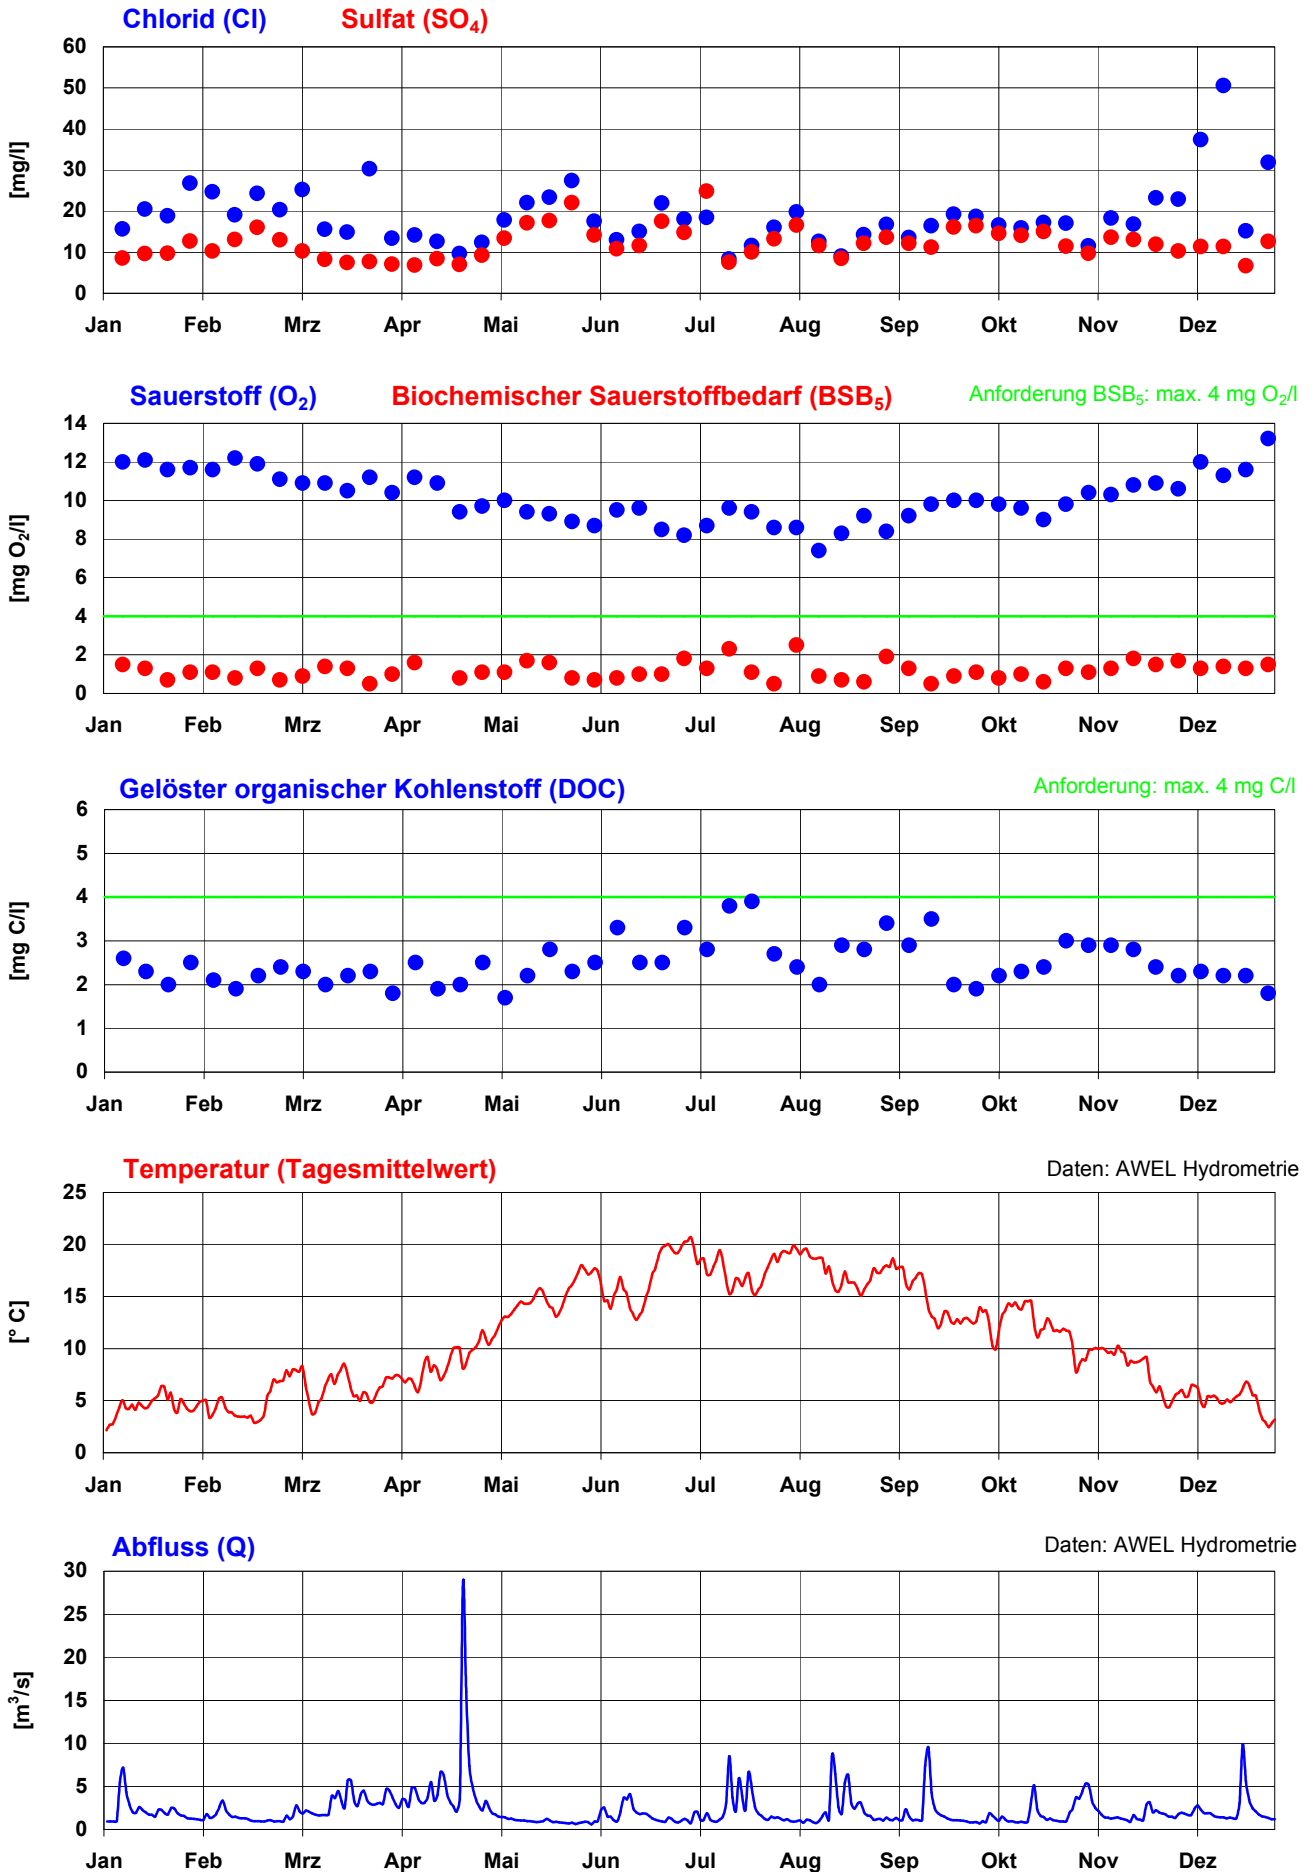 Chlorid (Cl) Sulfat (SO₄)
60
50
40
30
20
10
0
[mg/l]
Jan Feb Mrz Apr Mai Jun Jul Aug Sep Okt Nov Dez
Sauerstoff (O₂) Biochemischer Sauerstoffbedarf (BSB₅) Anforderung BSB₅: max. 4 mg O₂/l
14
12
10
8
6
4
2
0
[mg O₂/l]
Jan Feb Mrz Apr Mai Jun Jul Aug Sep Okt Nov Dez
Gelöster organischer Kohlenstoff (DOC) Anforderung: max. 4 mg C/l
6
5
4
3
2
1
0
[mg C/l]
Jan Feb Mrz Apr Mai Jun Jul Aug Sep Okt Nov Dez
Temperatur (Tagesmittelwert) Daten: AWEL Hydrometrie
25
20
15
10
5
0
[° C]
Jan Feb Mrz Apr Mai Jun Jul Aug Sep Okt Nov Dez
Abfluss (Q) Daten: AWEL Hydrometrie
30
25
20
15
10
5
0
[m³/s]
Jan Feb Mrz Apr Mai Jun Jul Aug Sep Okt Nov Dez